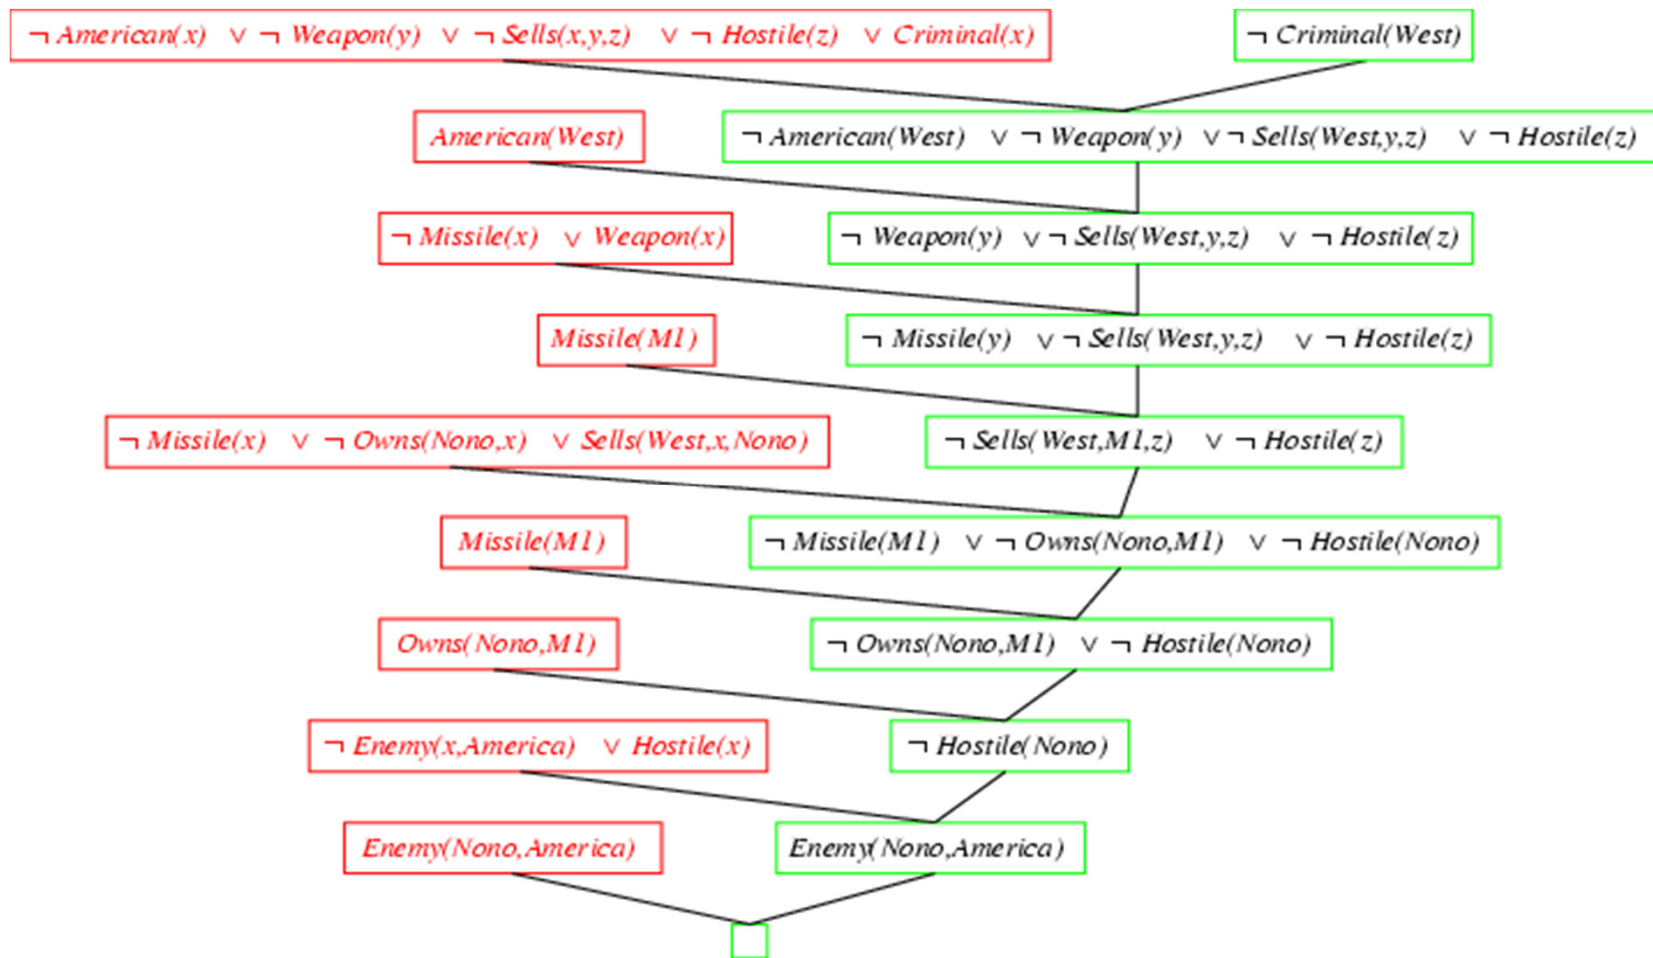 ¬ American(x) ∨ ¬ Weapon(y) ∨ ¬ Sells(x,y,z) ∨ ¬ Hostile(z) ∨ Criminal(x)
¬ Criminal(West)
American(West)
¬ American(West) ∨ ¬ Weapon(y) ∨ ¬ Sells(West,y,z) ∨ ¬ Hostile(z)
¬ Missile(x) ∨ Weapon(x)
¬ Weapon(y) ∨ ¬ Sells(West,y,z) ∨ ¬ Hostile(z)
Missile(M1)
¬ Missile(y) ∨ ¬ Sells(West,y,z) ∨ ¬ Hostile(z)
¬ Missile(x) ∨ ¬ Owns(Nono,x) ∨ Sells(West,x,Nono)
¬ Sells(West,M1,z) ∨ ¬ Hostile(z)
Missile(M1)
¬ Missile(M1) ∨ ¬ Owns(Nono,M1) ∨ ¬ Hostile(Nono)
Owns(Nono,M1)
¬ Owns(Nono,M1) ∨ ¬ Hostile(Nono)
¬ Enemy(x,America) ∨ Hostile(x)
¬ Hostile(Nono)
Enemy(Nono,America)
Enemy(Nono,America)